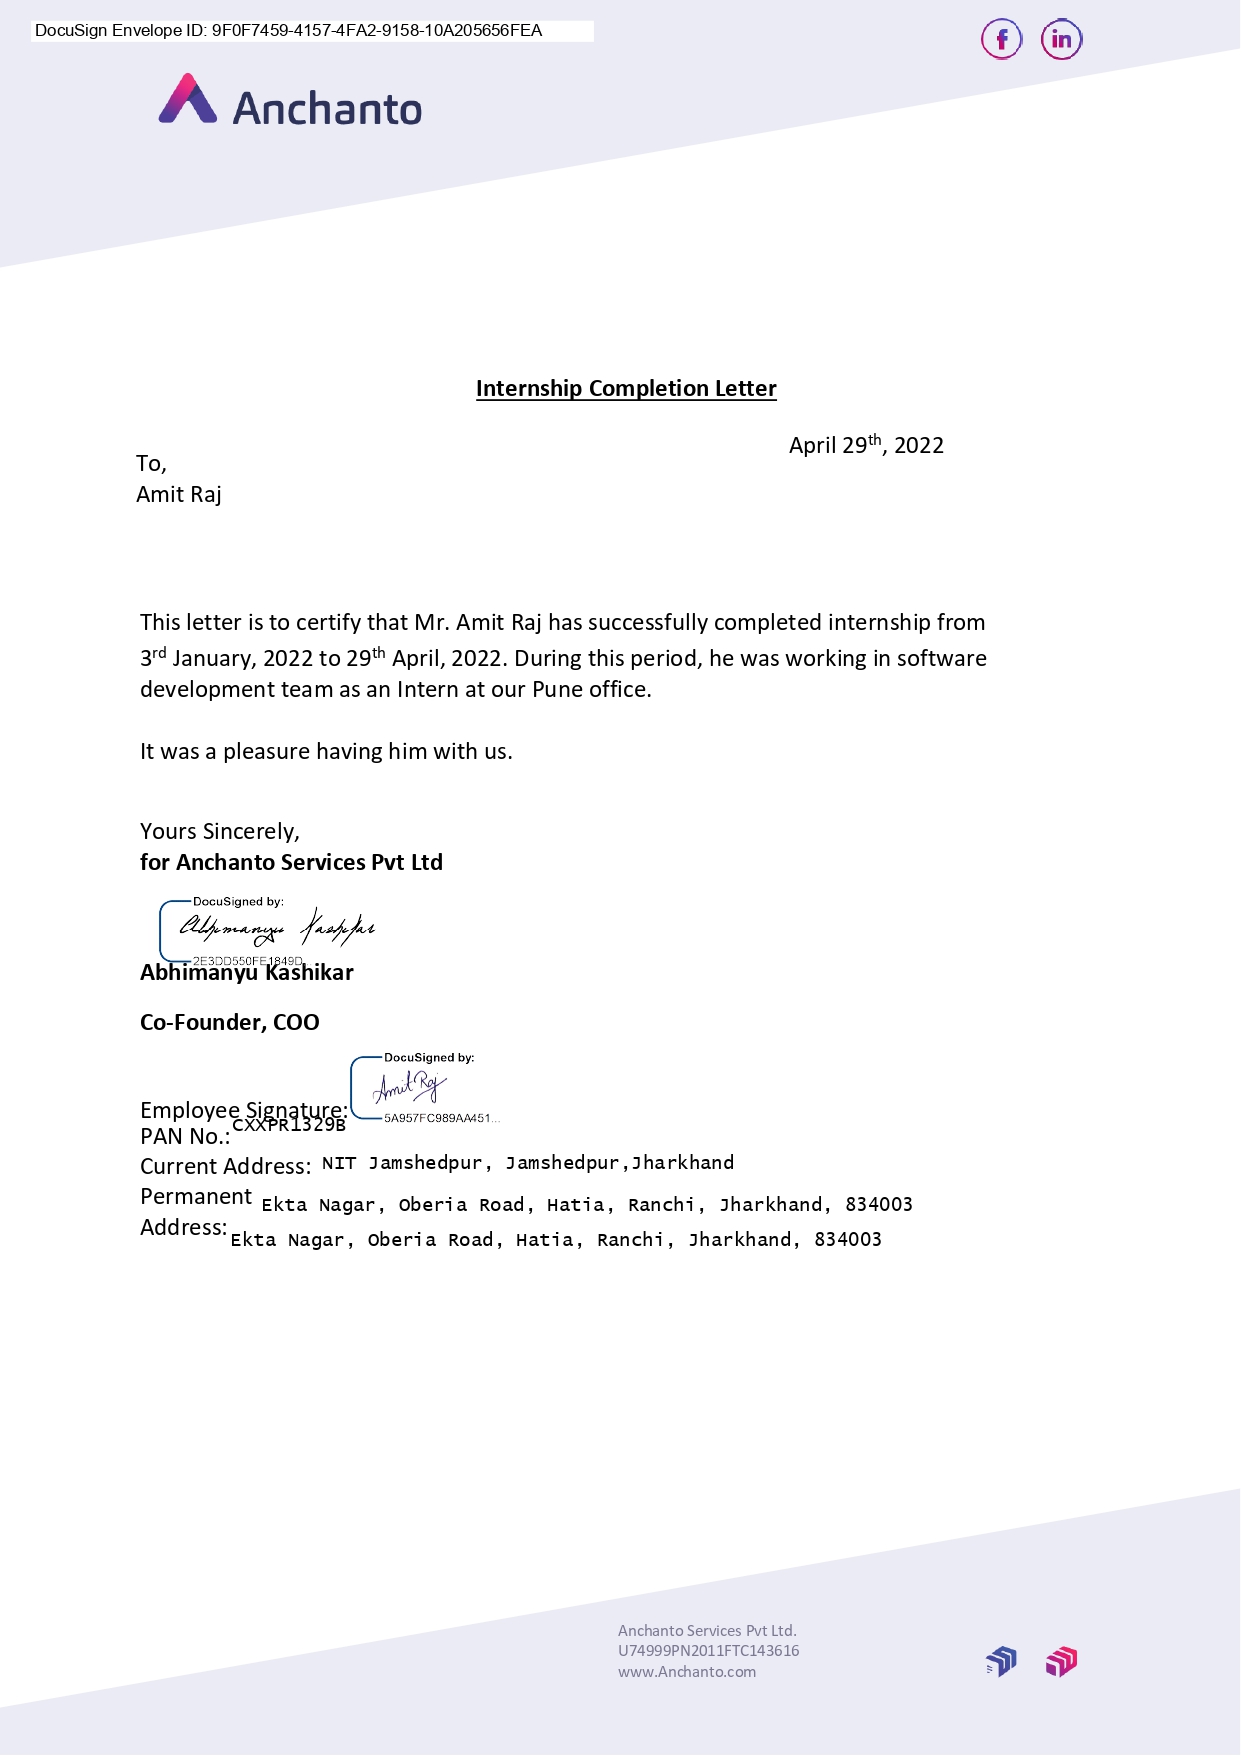 DocuSign Envelope ID: 9F0F7459-4157-4FA2-9158-10A205656FEA
Anchanto
Internship Completion Letter
April 29th, 2022
To,
Amit Raj
This letter is to certify that Mr. Amit Raj has successfully completed internship from
3rd January, 2022 to 29th April, 2022. During this period, he was working in software
development team as an Intern at our Pune office.
It was a pleasure having him with us.
Yours Sincerely,
for Anchanto Services Pvt Ltd
DocuSigned by:
Abhimanyu Kashikar
2E3DD550FE1849D...
Abhimanyu Kashikar
Co-Founder, COO
DocuSigned by:
Amit Raj
5A957FC989AA451...
Employee Signature:
PAN No.: CXXPR1329B
Current Address: NIT Jamshedpur, Jamshedpur,Jharkhand
Permanent Ekta Nagar, Oberia Road, Hatia, Ranchi, Jharkhand, 834003
Address: Ekta Nagar, Oberia Road, Hatia, Ranchi, Jharkhand, 834003
Anchanto Services Pvt Ltd.
U74999PN2011FTC143616
www.Anchanto.com